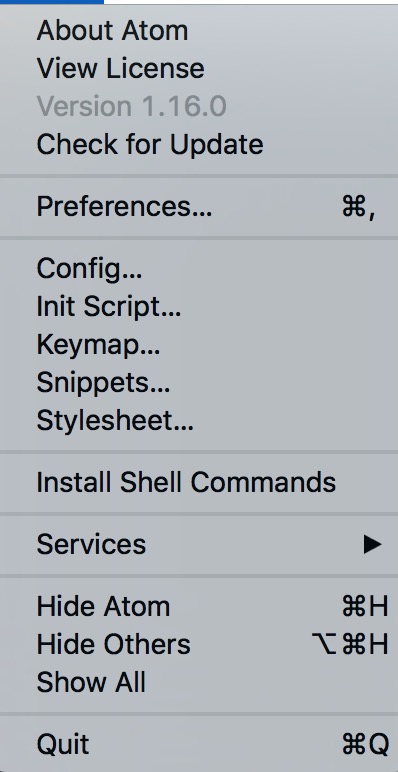 About Atom
View License
Version 1.16.0
Check for Update
Preferences... ⌘,
Config...
Init Script...
Keymap...
Snippets...
Stylesheet...
Install Shell Commands
Services ▶
Hide Atom ⌘H
Hide Others ⌥⌘H
Show All
Quit ⌘Q